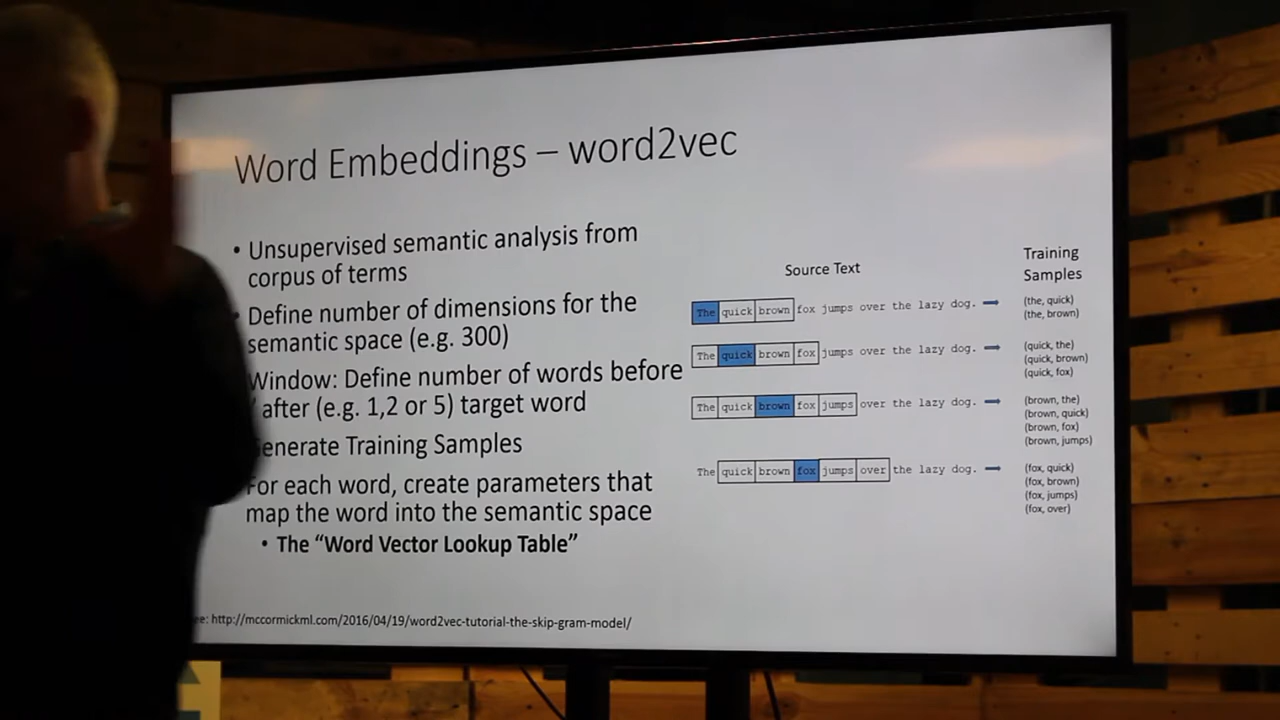 Word Embeddings – word2vec
• Unsupervised semantic analysis from
corpus of terms
Define number of dimensions for the
semantic space (e.g. 300)
Window: Define number of words before
/ after (e.g. 1,2 or 5) target word
Generate Training Samples
For each word, create parameters that
map the word into the semantic space
• The “Word Vector Lookup Table”
http://mccormickml.com/2016/04/19/word2vec-tutorial-the-skip-gram-model/
Source Text
Training
Samples
The quick brown fox jumps over the lazy dog.
(the, quick)
(the, brown)
The quick brown fox jumps over the lazy dog.
(quick, the)
(quick, brown)
(quick, fox)
The quick brown fox jumps over the lazy dog.
(brown, the)
(brown, quick)
(brown, fox)
(brown, jumps)
The quick brown fox jumps over the lazy dog.
(fox, quick)
(fox, brown)
(fox, jumps)
(fox, over)